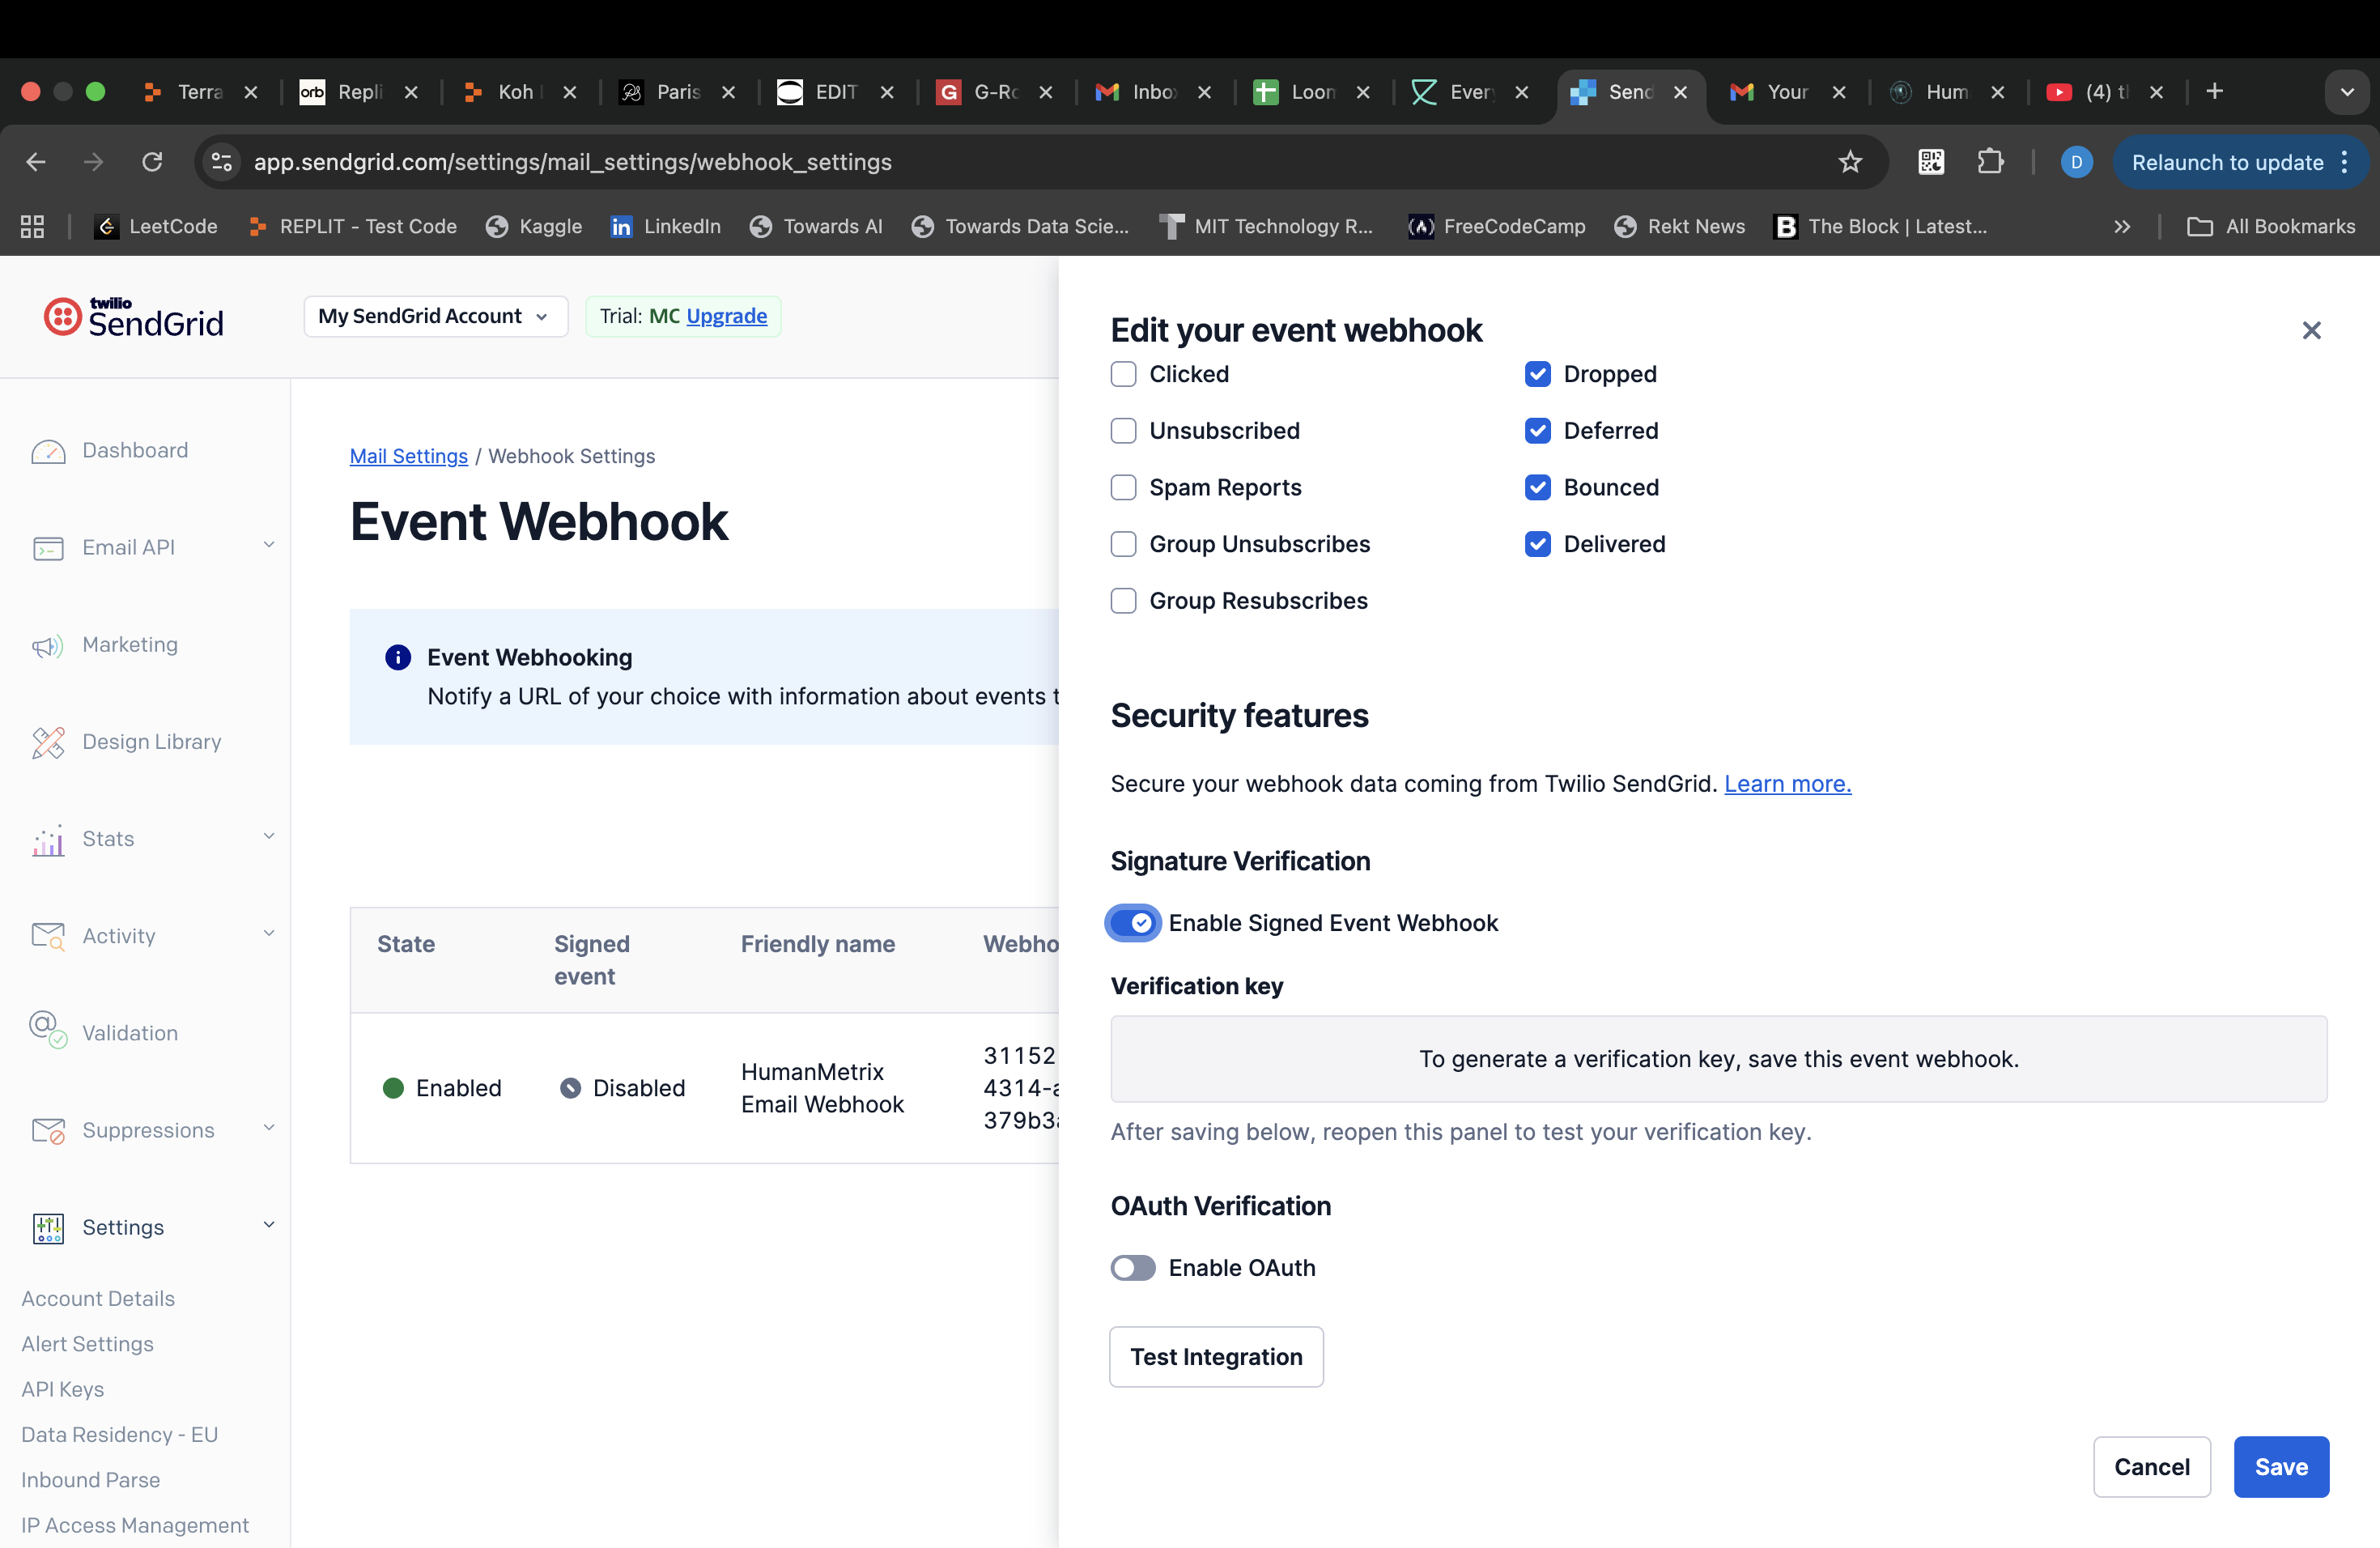 Terra
orb Repli
Koh
Paris
EDIT
G G-Ro
Inbo
Loom
Ever
Send
Your
Hum
(4) tl
app.sendgrid.com/settings/mail_settings/webhook_settings
D
Relaunch to update
LeetCode
REPLIT - Test Code
Kaggle
in LinkedIn
Towards AI
Towards Data Scie...
MIT Technology R...
FreeCodeCamp
Rekt News
B The Block | Latest...
All Bookmarks
twilio
SendGrid
My SendGrid Account
Trial: MC Upgrade
Dashboard
Email API
Marketing
Design Library
Stats
Activity
Validation
Suppressions
Settings
Account Details
Alert Settings
API Keys
Data Residency - EU
Inbound Parse
IP Access Management
Mail Settings / Webhook Settings
Event Webhook
Event Webhooking
Notify a URL of your choice with information about events t
State
Signed
event
Friendly name
Webho
Enabled
Disabled
HumanMetrix
Email Webhook
31152
4314-a
379b3a
Edit your event webhook
Clicked
Dropped
Unsubscribed
Deferred
Spam Reports
Bounced
Group Unsubscribes
Delivered
Group Resubscribes
Security features
Secure your webhook data coming from Twilio SendGrid. Learn more.
Signature Verification
Enable Signed Event Webhook
Verification key
To generate a verification key, save this event webhook.
After saving below, reopen this panel to test your verification key.
OAuth Verification
Enable OAuth
Test Integration
Cancel
Save